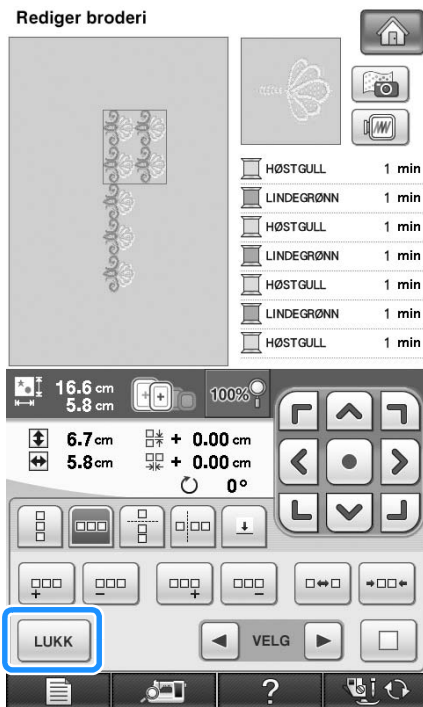 Rediger broderi
HØSTGULL 1 min
LINDEGRØNN 1 min
HØSTGULL 1 min
LINDEGRØNN 1 min
HØSTGULL 1 min
LINDEGRØNN 1 min
HØSTGULL 1 min
16.6 cm
5.8 cm
100%
6.7 cm + 0.00 cm
5.8 cm + 0.00 cm
0°
LUKK
VELG
?